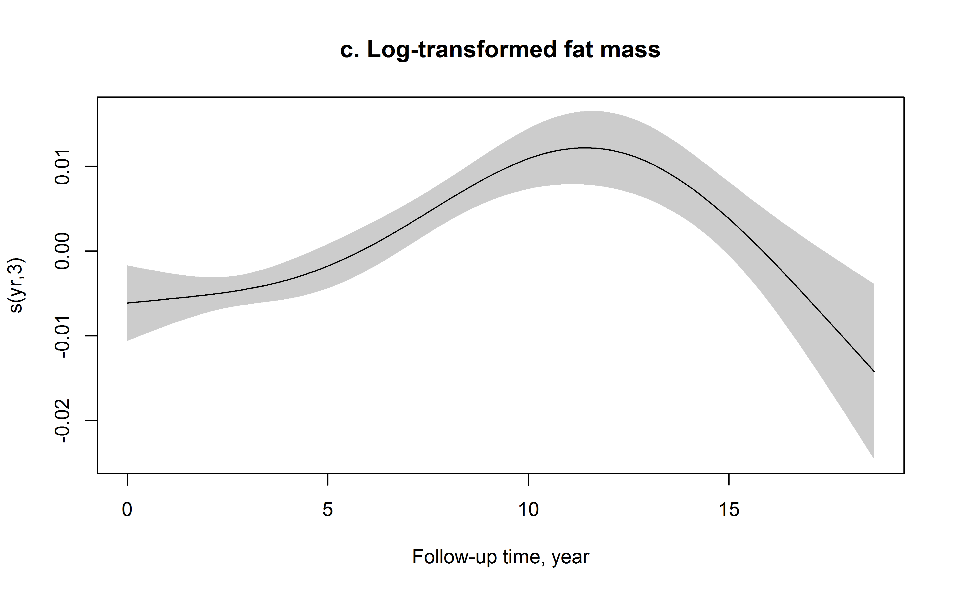 c. Log-transformed fat mass
s(yr,3)
0.01
0.00
-0.01
-0.02
0 5 10 15
Follow-up time, year